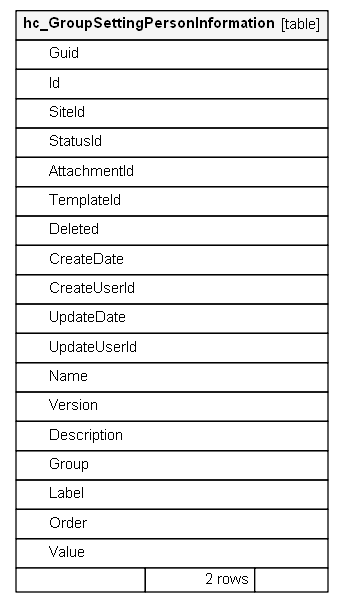 hc_GroupSettingPersonInformation [table]
Guid
Id
SiteId
StatusId
AttachmentId
TemplateId
Deleted
CreateDate
CreateUserId
UpdateDate
UpdateUserId
Name
Version
Description
Group
Label
Order
Value
2 rows